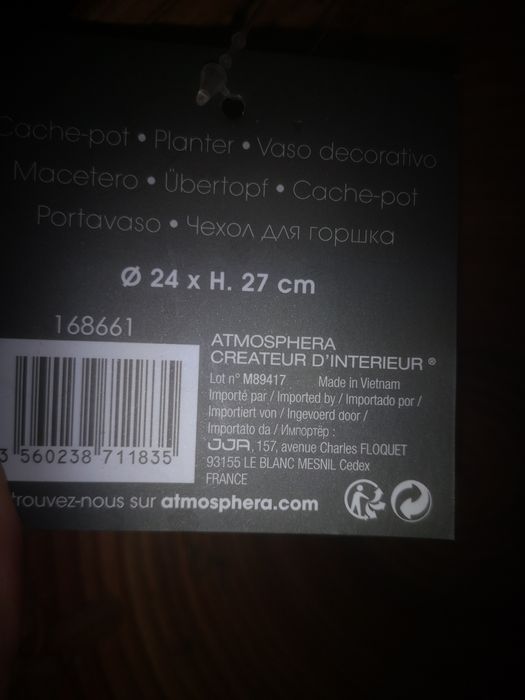 Cache-pot • Planter • Vaso decorativo
Macetero • Übertopf • Cache-pot
Portavaso • Чехол для горшка
Ø 24 x H. 27 cm
168661
3 560238 711835
ATMOSPHERA
CREATEUR D'INTERIEUR ®
Lot n° M89417 Made in Vietnam
Importé par / Imported by / Importado por /
Importiert von / Ingevoerd door /
Importato da / Импортёр :
JJA, 157, avenue Charles FLOQUET
93155 LE BLANC MESNIL Cedex
FRANCE
trouvez-nous sur atmosphera.com